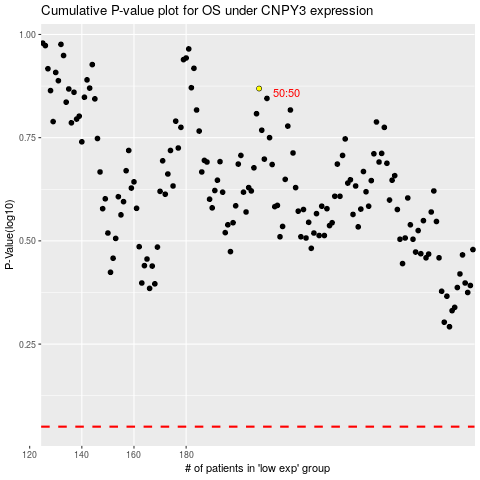 Cumulative P-value plot for OS under CNPY3 expression
1.00
50:50
0.75
P-Value(log10)
0.50
0.25
120 140 160 180
# of patients in 'low exp' group